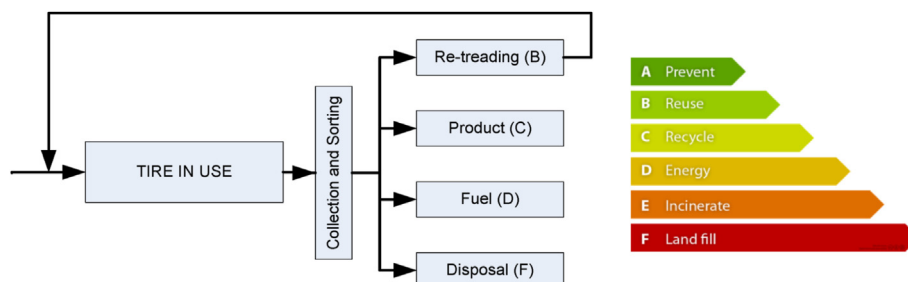 Re-treading (B)
Product (C)
Fuel (D)
Disposal (F)
TIRE IN USE
Collection and Sorting
A Prevent
B Reuse
C Recycle
D Energy
E Incinerate
F Land fill